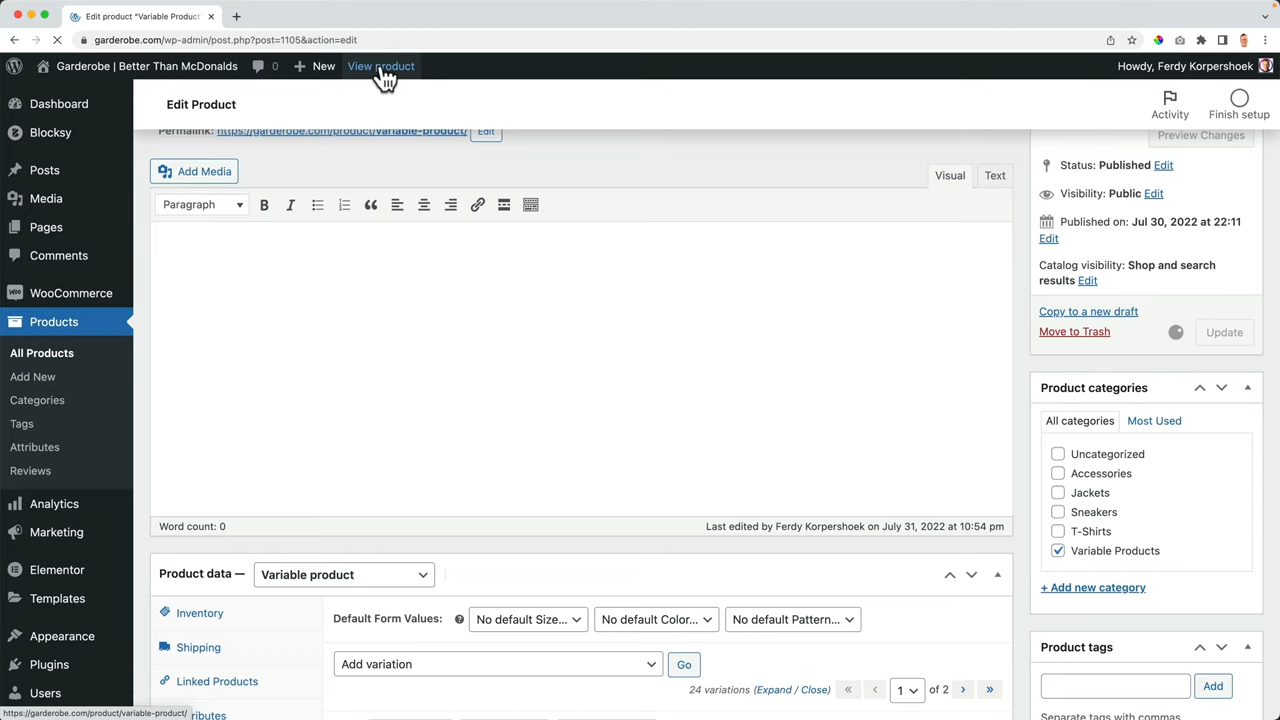 Edit product “Variable Product”
garderobe.com/wp-admin/post.php?post=1105&action=edit
Garderobe | Better Than McDonalds 0 New View product Howdy, Ferdy Korpershoek
Edit Product
Activity
Finish setup
Dashboard
Blocksy
Posts
Media
Pages
Comments
WooCommerce
Products
All Products
Add New
Categories
Tags
Attributes
Reviews
Analytics
Marketing
Elementor
Templates
Appearance
Plugins
Users
Permalink: https://garderobe.com/product/variable-product/ Edit
Add Media
Visual Text
Paragraph
Word count: 0
Last edited by Ferdy Korpershoek on July 31, 2022 at 10:54 pm
Product data — Variable product
Inventory
Shipping
Linked Products
Attributes
Default Form Values: No default Size... No default Color... No default Pattern...
Add variation Go
24 variations (Expand / Close) « ‹ 1 of 2 › »
Preview Changes
Status: Published Edit
Visibility: Public Edit
Published on: Jul 30, 2022 at 22:11
Edit
Catalog visibility: Shop and search
results Edit
Copy to a new draft
Move to Trash
Update
Product categories
All categories Most Used
Uncategorized
Accessories
Jackets
Sneakers
T-Shirts
Variable Products
+ Add new category
Product tags
Add
Separate tags with commas
https://garderobe.com/product/variable-product/